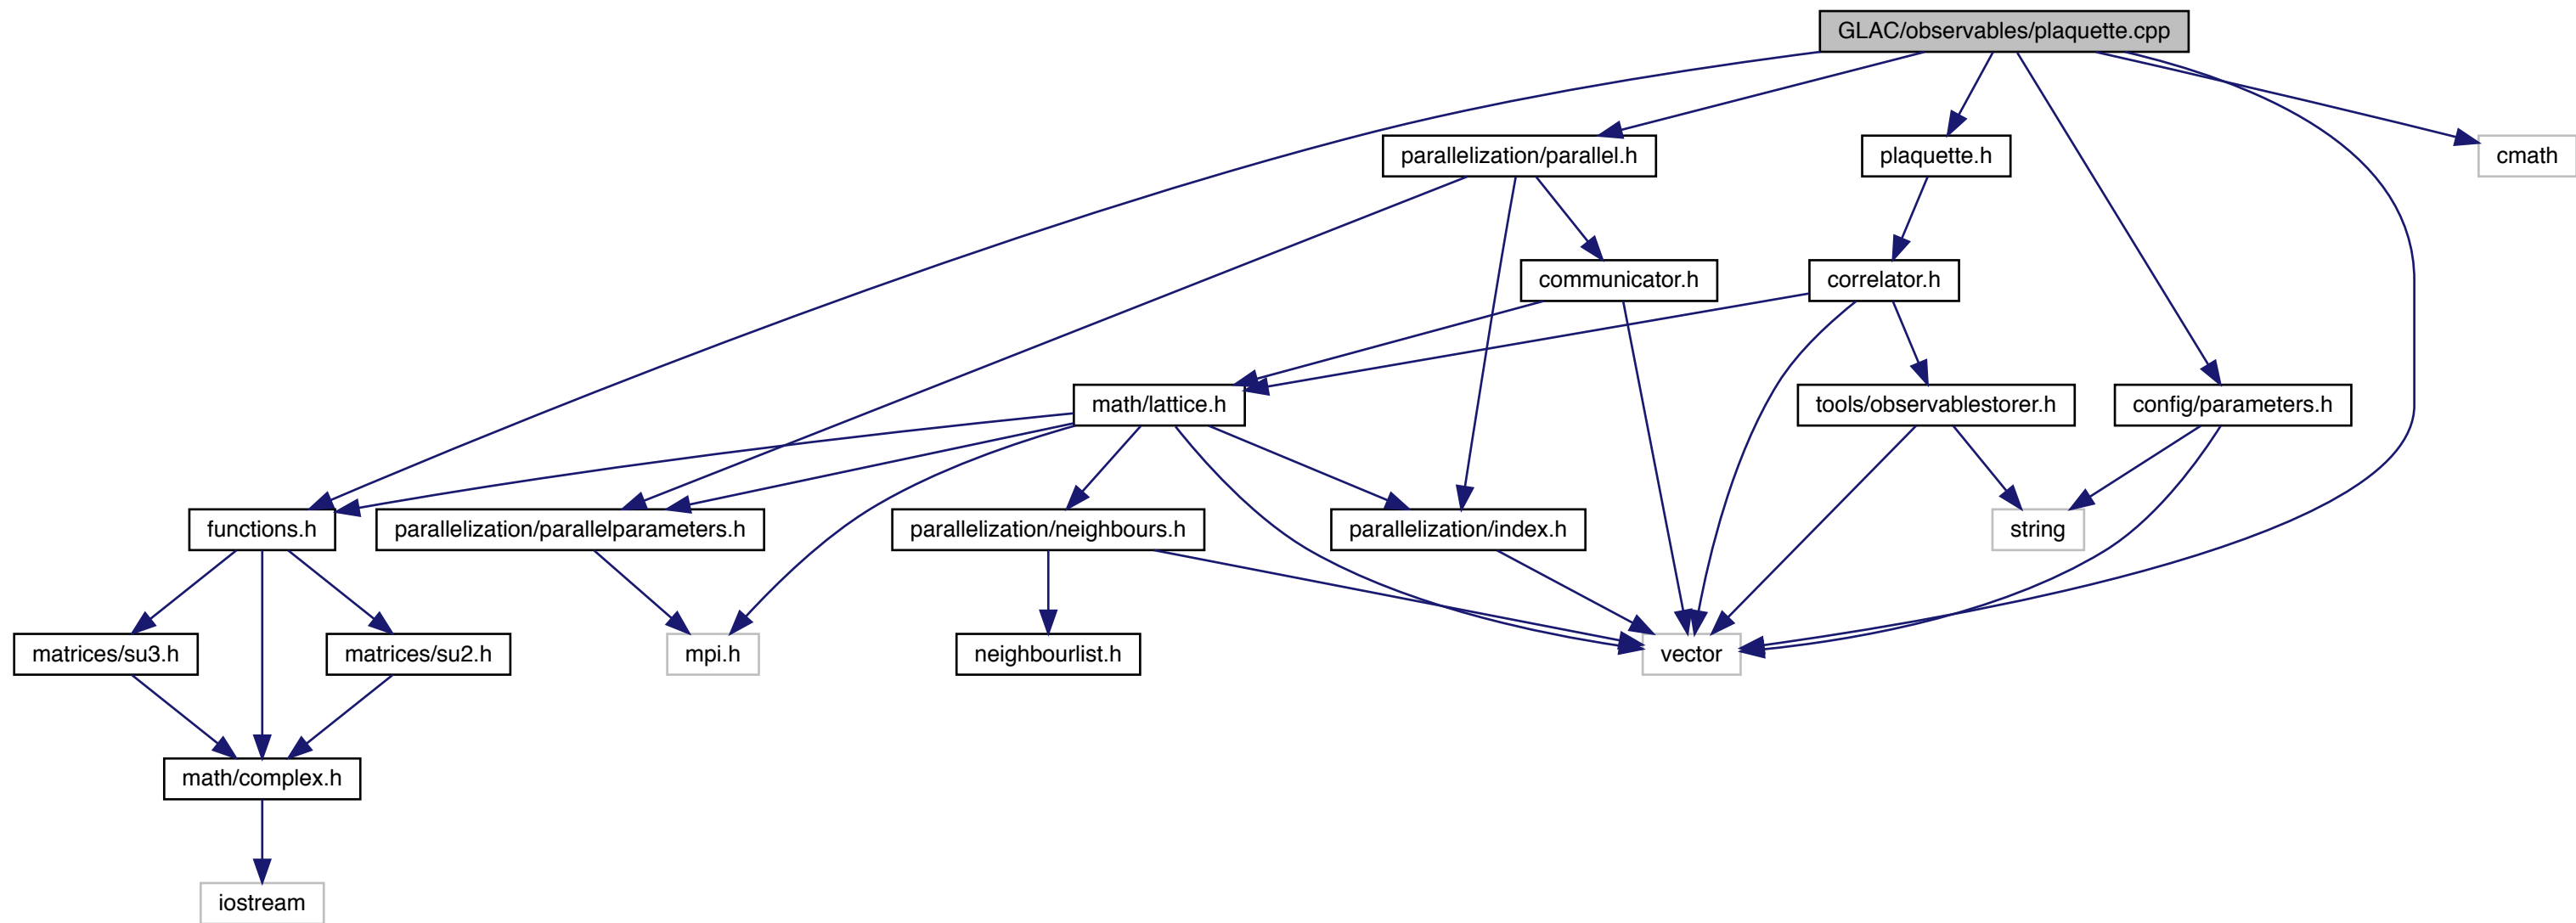 GLAC/observables/plaquette.cpp
parallelization/parallel.h
plaquette.h
cmath
communicator.h
correlator.h
math/lattice.h
tools/observablestorer.h
config/parameters.h
functions.h
parallelization/parallelparameters.h
parallelization/neighbours.h
parallelization/index.h
string
matrices/su3.h
matrices/su2.h
mpi.h
neighbourlist.h
vector
math/complex.h
iostream